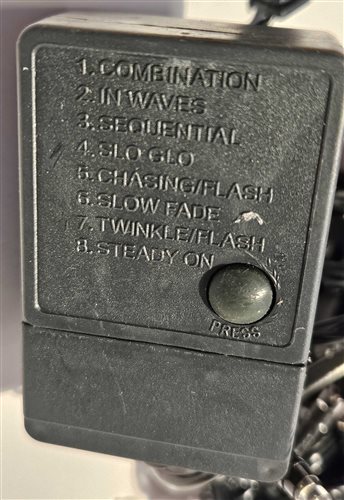 1. COMBINATION
2. IN WAVES
3. SEQUENTIAL
4. SLO GLO
5. CHASING/FLASH
6. SLOW FADE
7. TWINKLE/FLASH
8. STEADY ON
PRESS